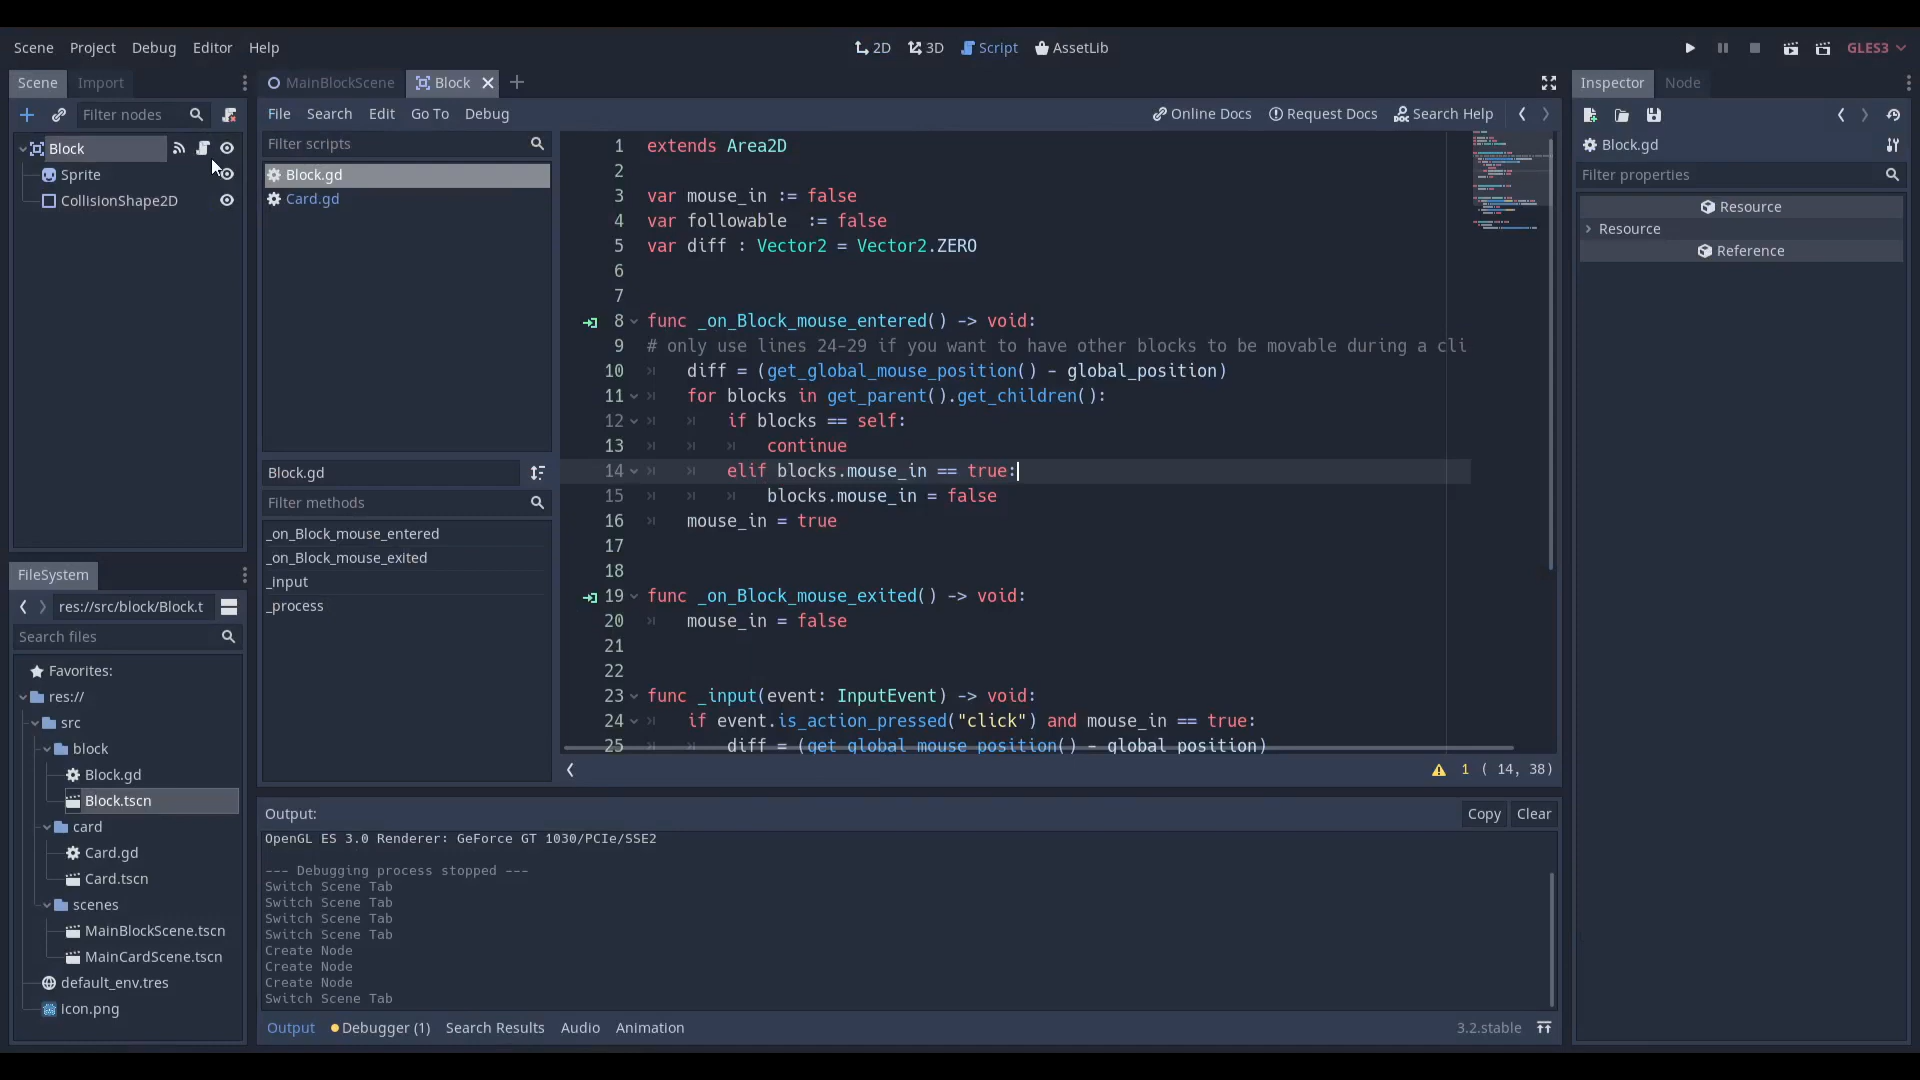 Scene Project Debug Editor Help
2D 3D Script AssetLib
GLES3
Scene Import
MainBlockScene Block
Inspector Node
Filter nodes
File Search Edit Go To Debug
Online Docs Request Docs Search Help
Block
Sprite
CollisionShape2D
Filter scripts
Block.gd
Card.gd
Block.gd
Filter methods
_on_Block_mouse_entered
_on_Block_mouse_exited
_input
_process
1 extends Area2D
2
3 var mouse_in := false
4 var followable  := false
5 var diff : Vector2 = Vector2.ZERO
6
7
8 func _on_Block_mouse_entered() -> void:
9 # only use lines 24-29 if you want to have other blocks to be movable during a cli
10 diff = (get_global_mouse_position() - global_position)
11 for blocks in get_parent().get_children():
12 if blocks == self:
13 continue
14 elif blocks.mouse_in == true:
15 blocks.mouse_in = false
16 mouse_in = true
17
18
19 func _on_Block_mouse_exited() -> void:
20 mouse_in = false
21
22
23 func _input(event: InputEvent) -> void:
24 if event.is_action_pressed("click") and mouse_in == true:
25 diff = (get_global_mouse_position() - global_position)
1 ( 14, 38)
Block.gd
Filter properties
Resource
Resource
Reference
FileSystem
res://src/block/Block.t
Search files
Favorites:
res://
src
block
Block.gd
Block.tscn
card
Card.gd
Card.tscn
scenes
MainBlockScene.tscn
MainCardScene.tscn
default_env.tres
icon.png
Output:
Copy Clear
OpenGL ES 3.0 Renderer: GeForce GT 1030/PCIe/SSE2
--- Debugging process stopped ---
Switch Scene Tab
Switch Scene Tab
Switch Scene Tab
Switch Scene Tab
Create Node
Create Node
Create Node
Switch Scene Tab
Output Debugger (1) Search Results Audio Animation
3.2.stable